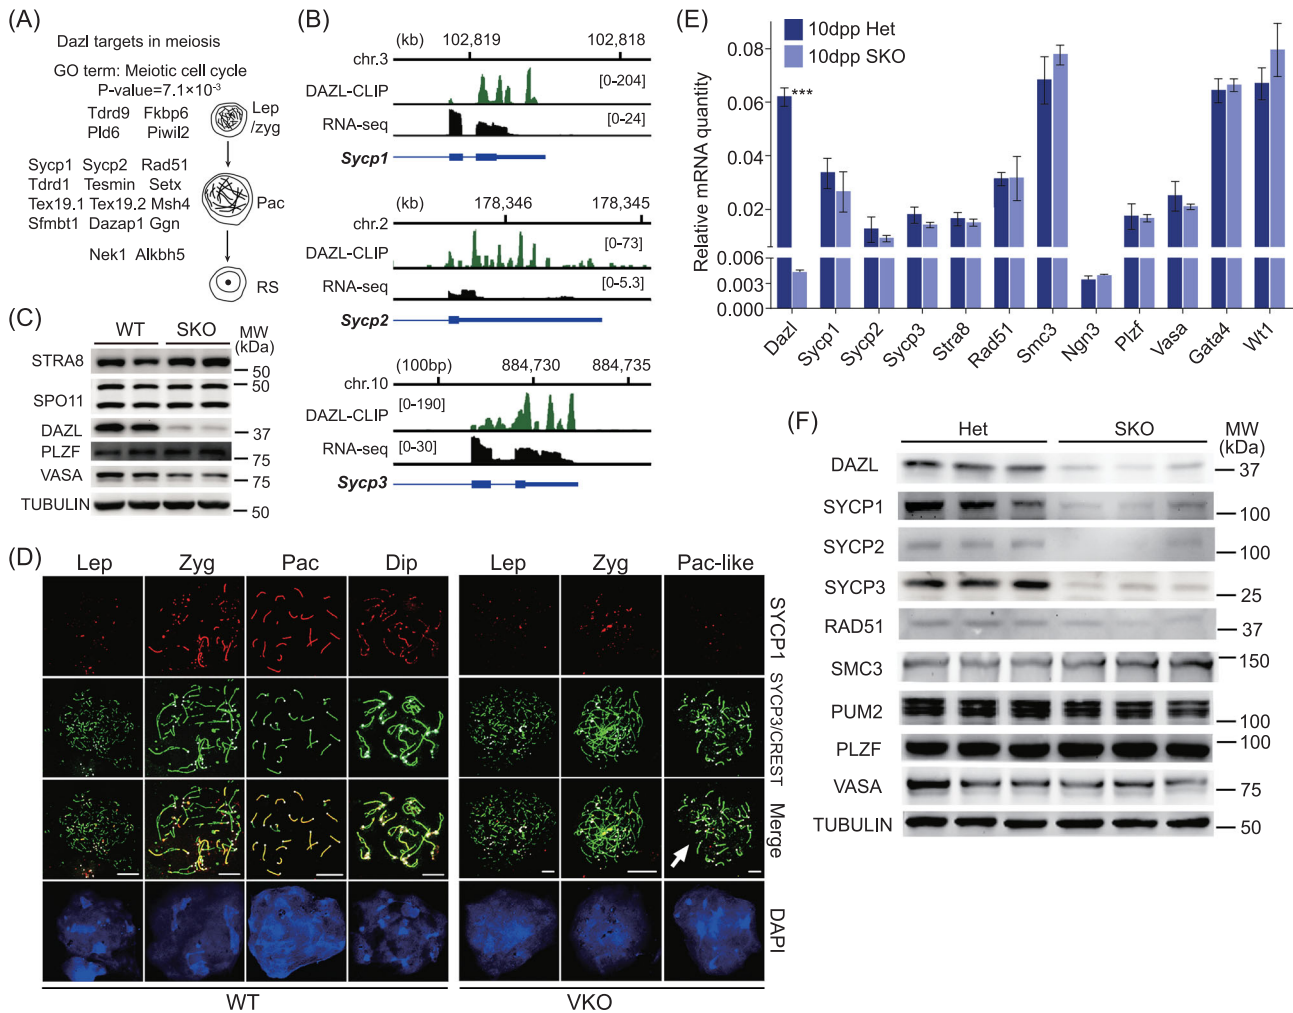 (A)
Dazl targets in meiosis
GO term: Meiotic cell cycle
P-value=7.1×10⁻³
Tdrd9 Fkbp6
Pld6 Piwil2
Lep
/zyg
Sycp1 Sycp2 Rad51
Tdrd1 Tesmin Setx
Tex19.1 Tex19.2 Msh4
Sfmbt1 Dazap1 Ggn
Pac
Nek1 Alkbh5
RS
(B)
(kb) 102,819 102,818
chr.3
DAZL-CLIP [0-204]
RNA-seq [0-24]
Sycp1
(kb) 178,346 178,345
chr.2
DAZL-CLIP [0-73]
RNA-seq [0-5.3]
Sycp2
(100bp) 884,730 884,735
chr.10
DAZL-CLIP [0-190]
RNA-seq [0-30]
Sycp3
(C)
WT SKO MW
(kDa)
STRA8 50
SPO11 50
DAZL 37
PLZF 75
VASA 75
TUBULIN 50
(D)
Lep Zyg Pac Dip Lep Zyg Pac-like
SYCP1
SYCP3/CREST
Merge
DAPI
WT VKO
(E)
10dpp Het
10dpp SKO
Relative mRNA quantity
0.08
0.06
0.04
0.02
0.006
0.003
0.000
***
Dazl Sycp1 Sycp2 Sycp3 Stra8 Rad51 Smc3 Ngn3 Plzf Vasa Gata4 Wt1
(F)
Het SKO MW
(kDa)
DAZL 37
SYCP1 100
SYCP2 100
SYCP3 25
RAD51 37
SMC3 150
PUM2 100
PLZF 100
VASA 75
TUBULIN 50